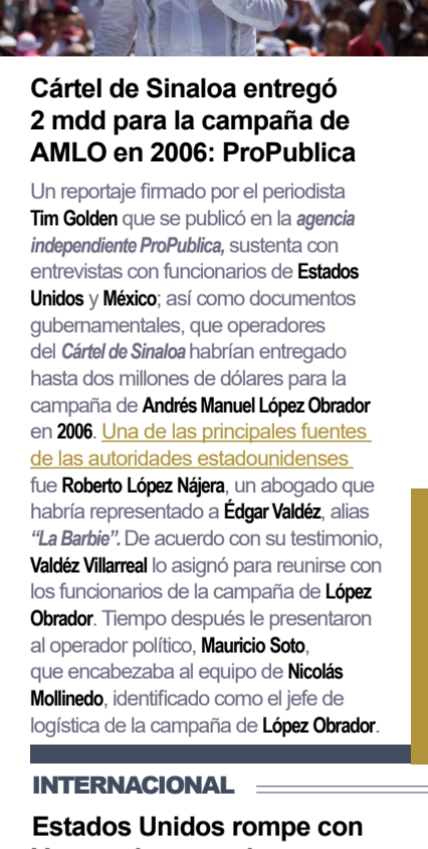 Cártel de Sinaloa entregó
2 mdd para la campaña de
AMLO en 2006: ProPublica
Un reportaje firmado por el periodista
Tim Golden que se publicó en la agencia
independiente ProPublica, sustenta con
entrevistas con funcionarios de Estados
Unidos y México; así como documentos
gubernamentales, que operadores
del Cártel de Sinaloa habrían entregado
hasta dos millones de dólares para la
campaña de Andrés Manuel López Obrador
en 2006. Una de las principales fuentes
de las autoridades estadounidenses
fue Roberto López Nájera, un abogado que
habría representado a Édgar Valdéz, alias
“La Barbie”. De acuerdo con su testimonio,
Valdéz Villarreal lo asignó para reunirse con
los funcionarios de la campaña de López
Obrador. Tiempo después le presentaron
al operador político, Mauricio Soto,
que encabezaba al equipo de Nicolás
Mollinedo, identificado como el jefe de
logística de la campaña de López Obrador.
INTERNACIONAL
Estados Unidos rompe con